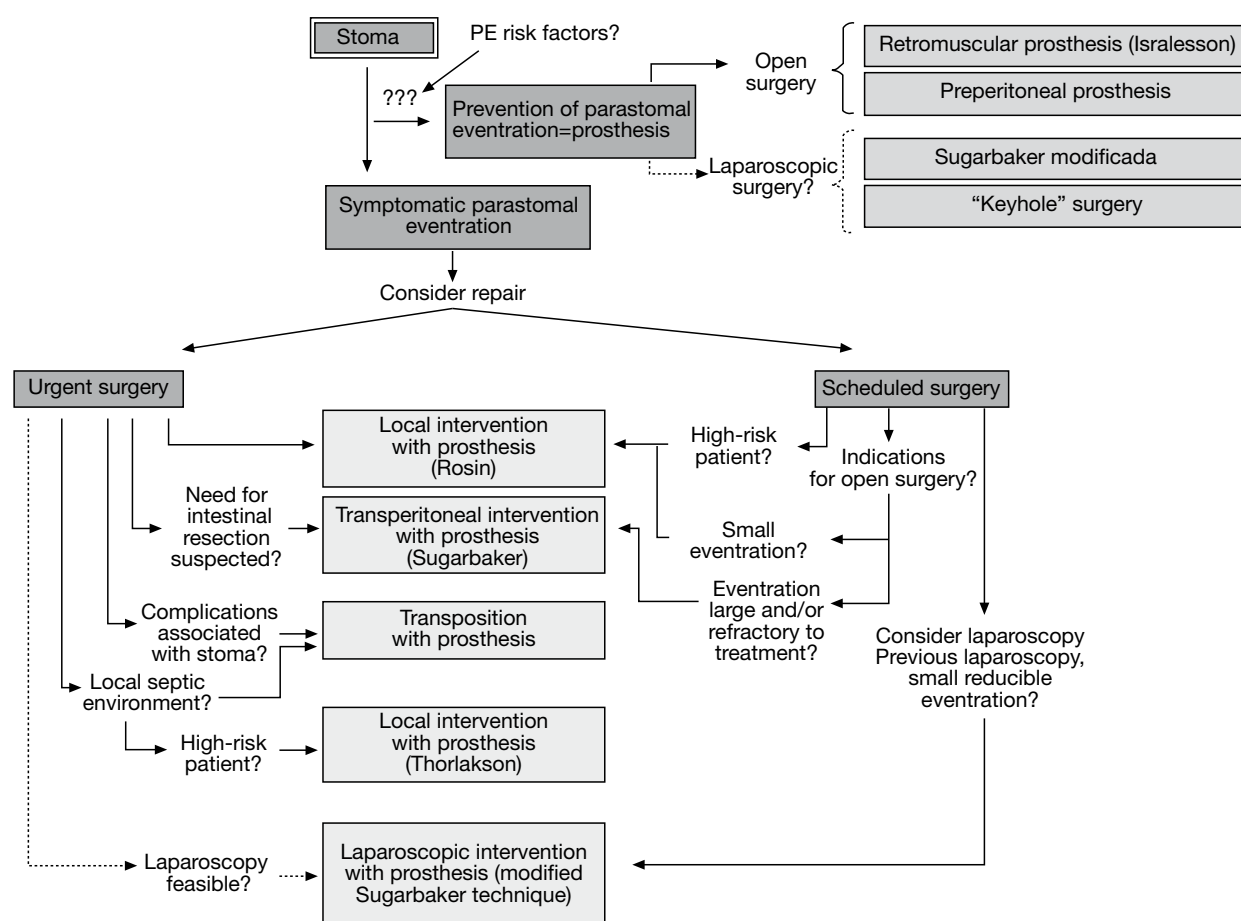 Stoma
PE risk factors?
???
Prevention of parastomal
eventration=prosthesis
Open
surgery
Retromuscular prosthesis (Isralesson)
Preperitoneal prosthesis
Laparoscopic
surgery?
Sugarbaker modificada
“Keyhole” surgery
Symptomatic parastomal
eventration
Consider repair
Urgent surgery
Scheduled surgery
Local intervention
with prosthesis
(Rosin)
High-risk
patient?
Indications
for open surgery?
Need for
intestinal
resection
suspected?
Transperitoneal intervention
with prosthesis
(Sugarbaker)
Small
eventration?
Eventration
large and/or
refractory to
treatment?
Complications
associated
with stoma?
Transposition
with prosthesis
Consider laparoscopy
Previous laparoscopy,
small reducible
eventration?
Local septic
environment?
High-risk
patient?
Local intervention
with prosthesis
(Thorlakson)
Laparoscopy
feasible?
Laparoscopic intervention
with prosthesis (modified
Sugarbaker technique)